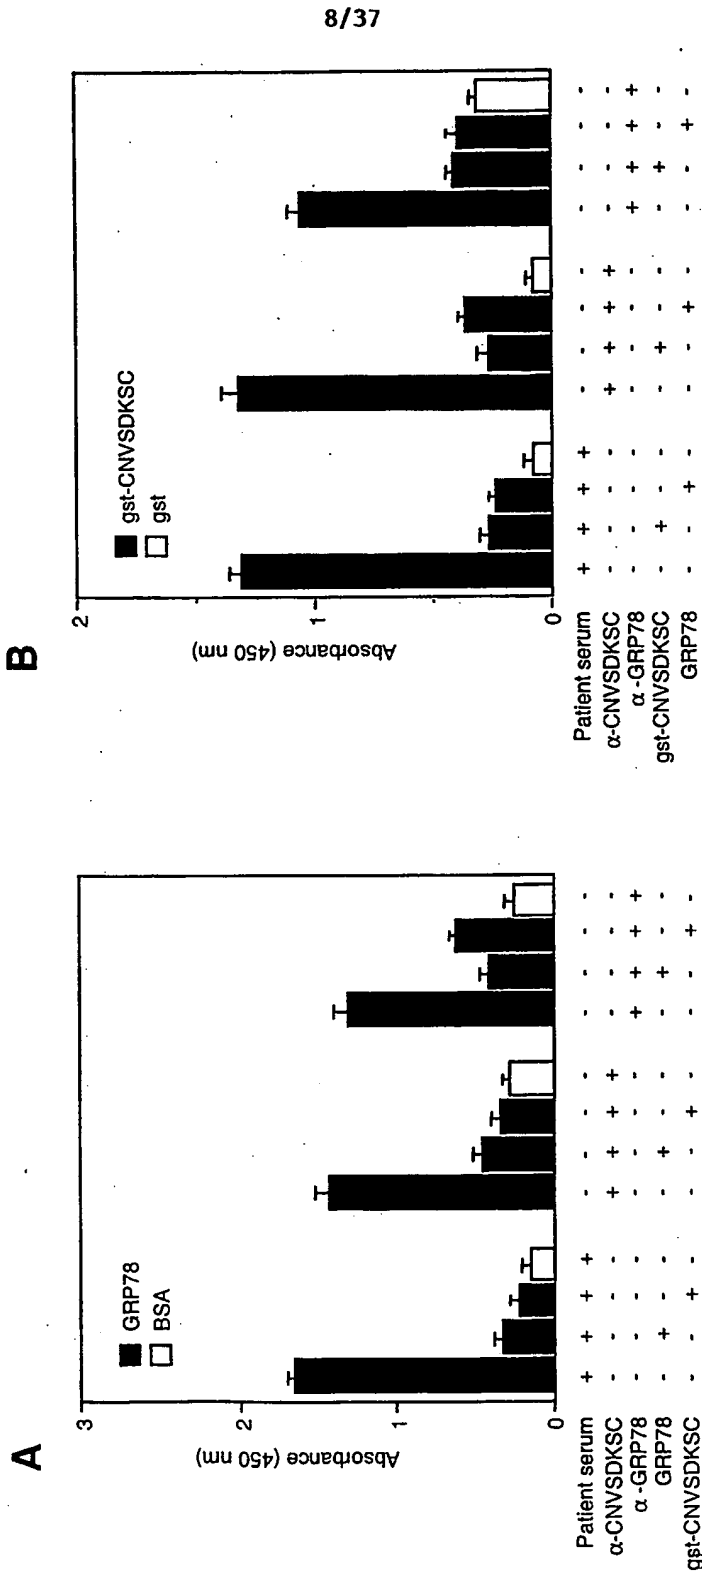 8/37
A
GRP78
BSA
Absorbance (450 nm)
3
2
1
0
Patient serum + + + + - - - - - - - -
α-CNVSDKSC - - - - + + + + - - - -
α -GRP78 - - - - - - - - + + + +
GRP78 - + - - - + - - - + - -
gst-CNVSDKSC - - + - - - + - - - + -
B
gst-CNVSDKSC
gst
Absorbance (450 nm)
2
1
0
Patient serum + + + + - - - - - - - -
α-CNVSDKSC - - - - + + + + - - - -
α -GRP78 - - - - - - - - + + + +
gst-CNVSDKSC - + - - - + - - - + - -
GRP78 - - + - - - + - - - + -